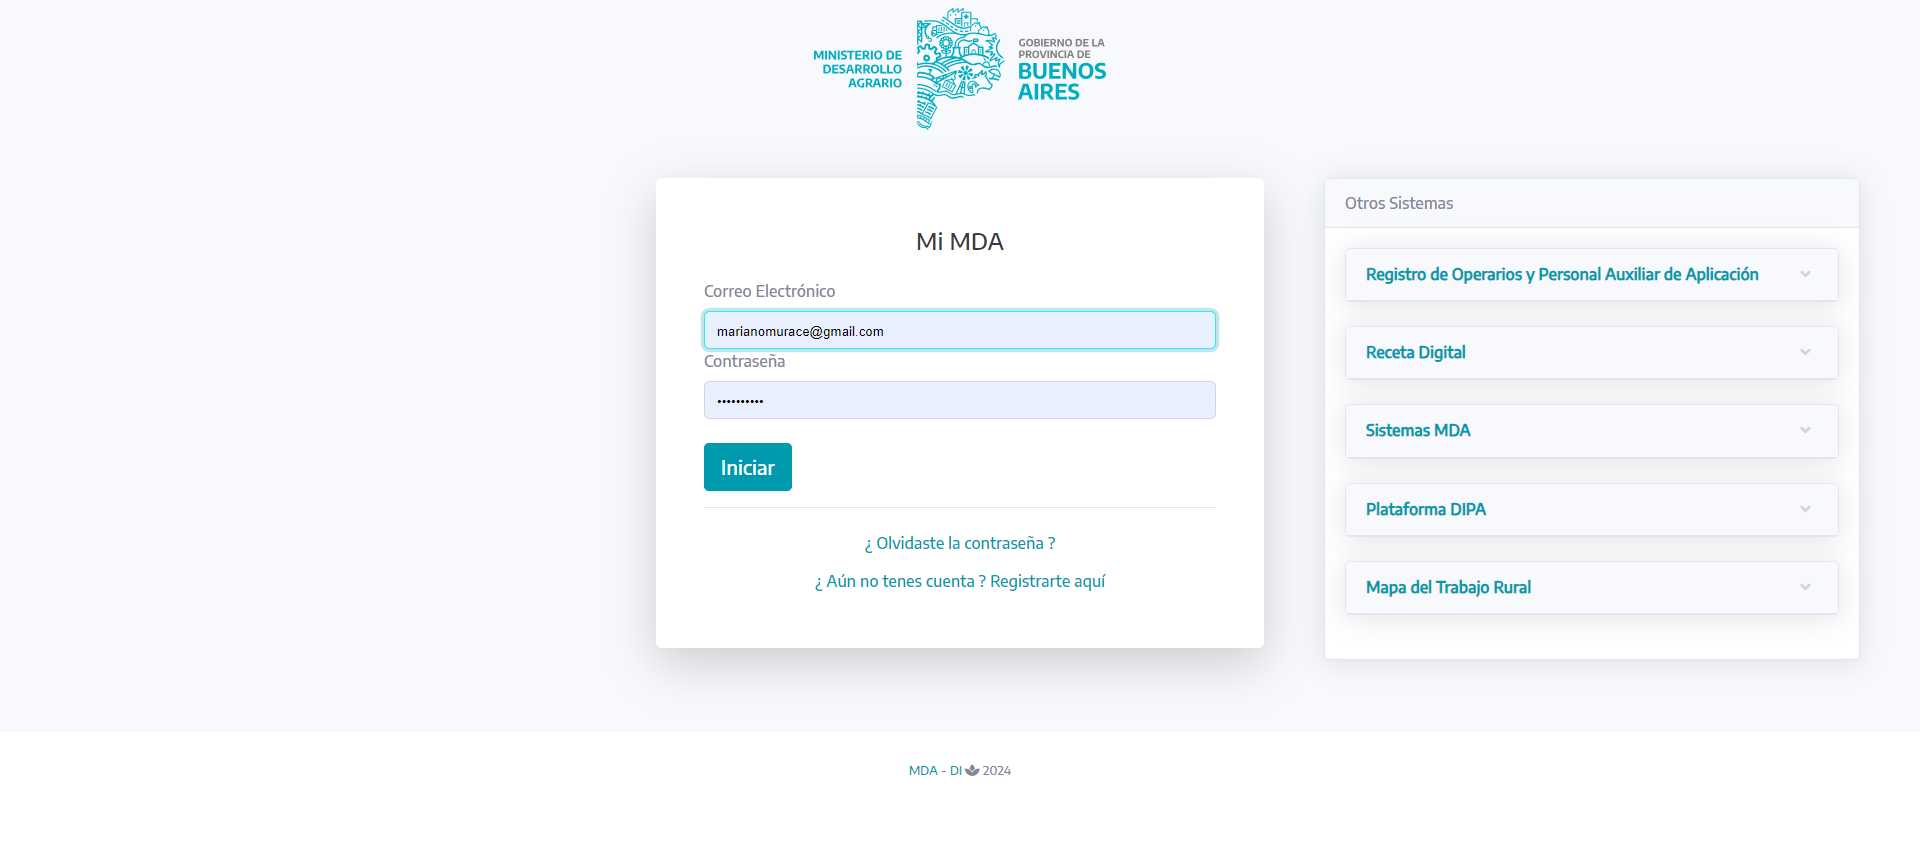 MINISTERIO DE
DESARROLLO
AGRARIO
GOBIERNO DE LA
PROVINCIA DE
BUENOS
AIRES
Mi MDA
Correo Electrónico
marianomurace@gmail.com
Contraseña
••••••••••
Iniciar
¿ Olvidaste la contraseña ?
¿ Aún no tenes cuenta ? Registrarte aquí
Otros Sistemas
Registro de Operarios y Personal Auxiliar de Aplicación
Receta Digital
Sistemas MDA
Plataforma DIPA
Mapa del Trabajo Rural
MDA - DI 2024